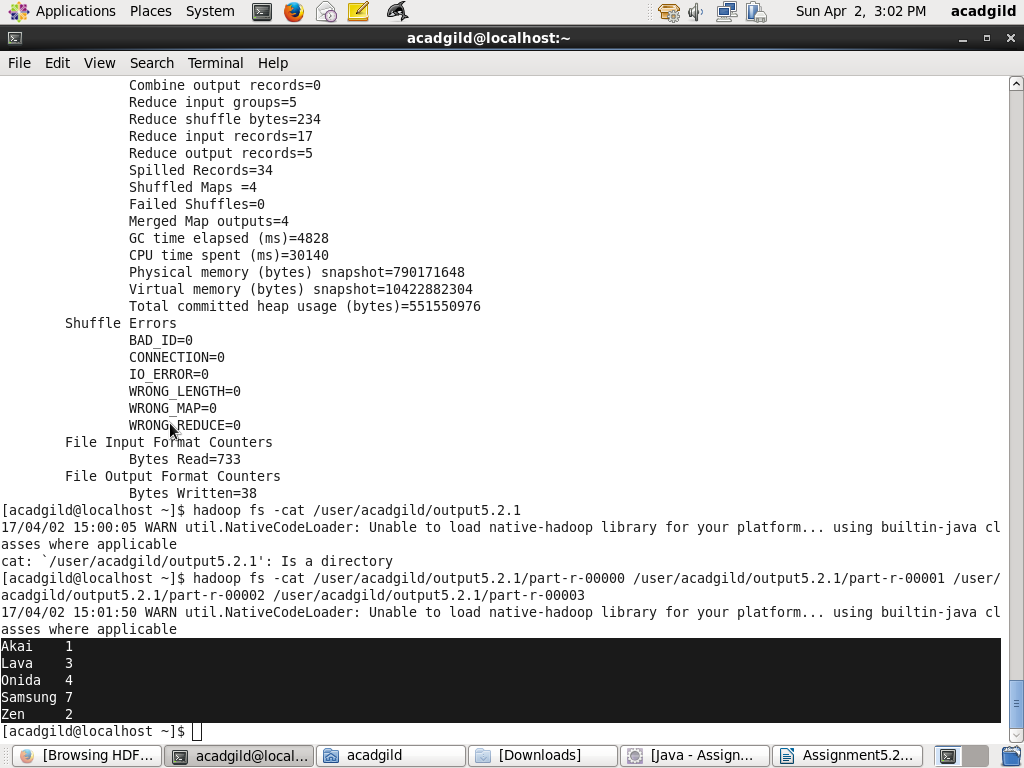 Applications Places System Sun Apr 2, 3:02 PM acadgild
acadgild@localhost:~
File Edit View Search Terminal Help
Combine output records=0
Reduce input groups=5
Reduce shuffle bytes=234
Reduce input records=17
Reduce output records=5
Spilled Records=34
Shuffled Maps =4
Failed Shuffles=0
Merged Map outputs=4
GC time elapsed (ms)=4828
CPU time spent (ms)=30140
Physical memory (bytes) snapshot=790171648
Virtual memory (bytes) snapshot=10422882304
Total committed heap usage (bytes)=551550976
Shuffle Errors
BAD_ID=0
CONNECTION=0
IO_ERROR=0
WRONG_LENGTH=0
WRONG_MAP=0
WRONG_REDUCE=0
File Input Format Counters
Bytes Read=733
File Output Format Counters
Bytes Written=38
[acadgild@localhost ~]$ hadoop fs -cat /user/acadgild/output5.2.1
17/04/02 15:00:05 WARN util.NativeCodeLoader: Unable to load native-hadoop library for your platform... using builtin-java cl
asses where applicable
cat: `/user/acadgild/output5.2.1': Is a directory
[acadgild@localhost ~]$ hadoop fs -cat /user/acadgild/output5.2.1/part-r-00000 /user/acadgild/output5.2.1/part-r-00001 /user/
acadgild/output5.2.1/part-r-00002 /user/acadgild/output5.2.1/part-r-00003
17/04/02 15:01:50 WARN util.NativeCodeLoader: Unable to load native-hadoop library for your platform... using builtin-java cl
asses where applicable
Akai 1
Lava 3
Onida 4
Samsung 7
Zen 2
[acadgild@localhost ~]$
[Browsing HDF... acadgild@local... acadgild [Downloads] [Java - Assign... Assignment5.2...